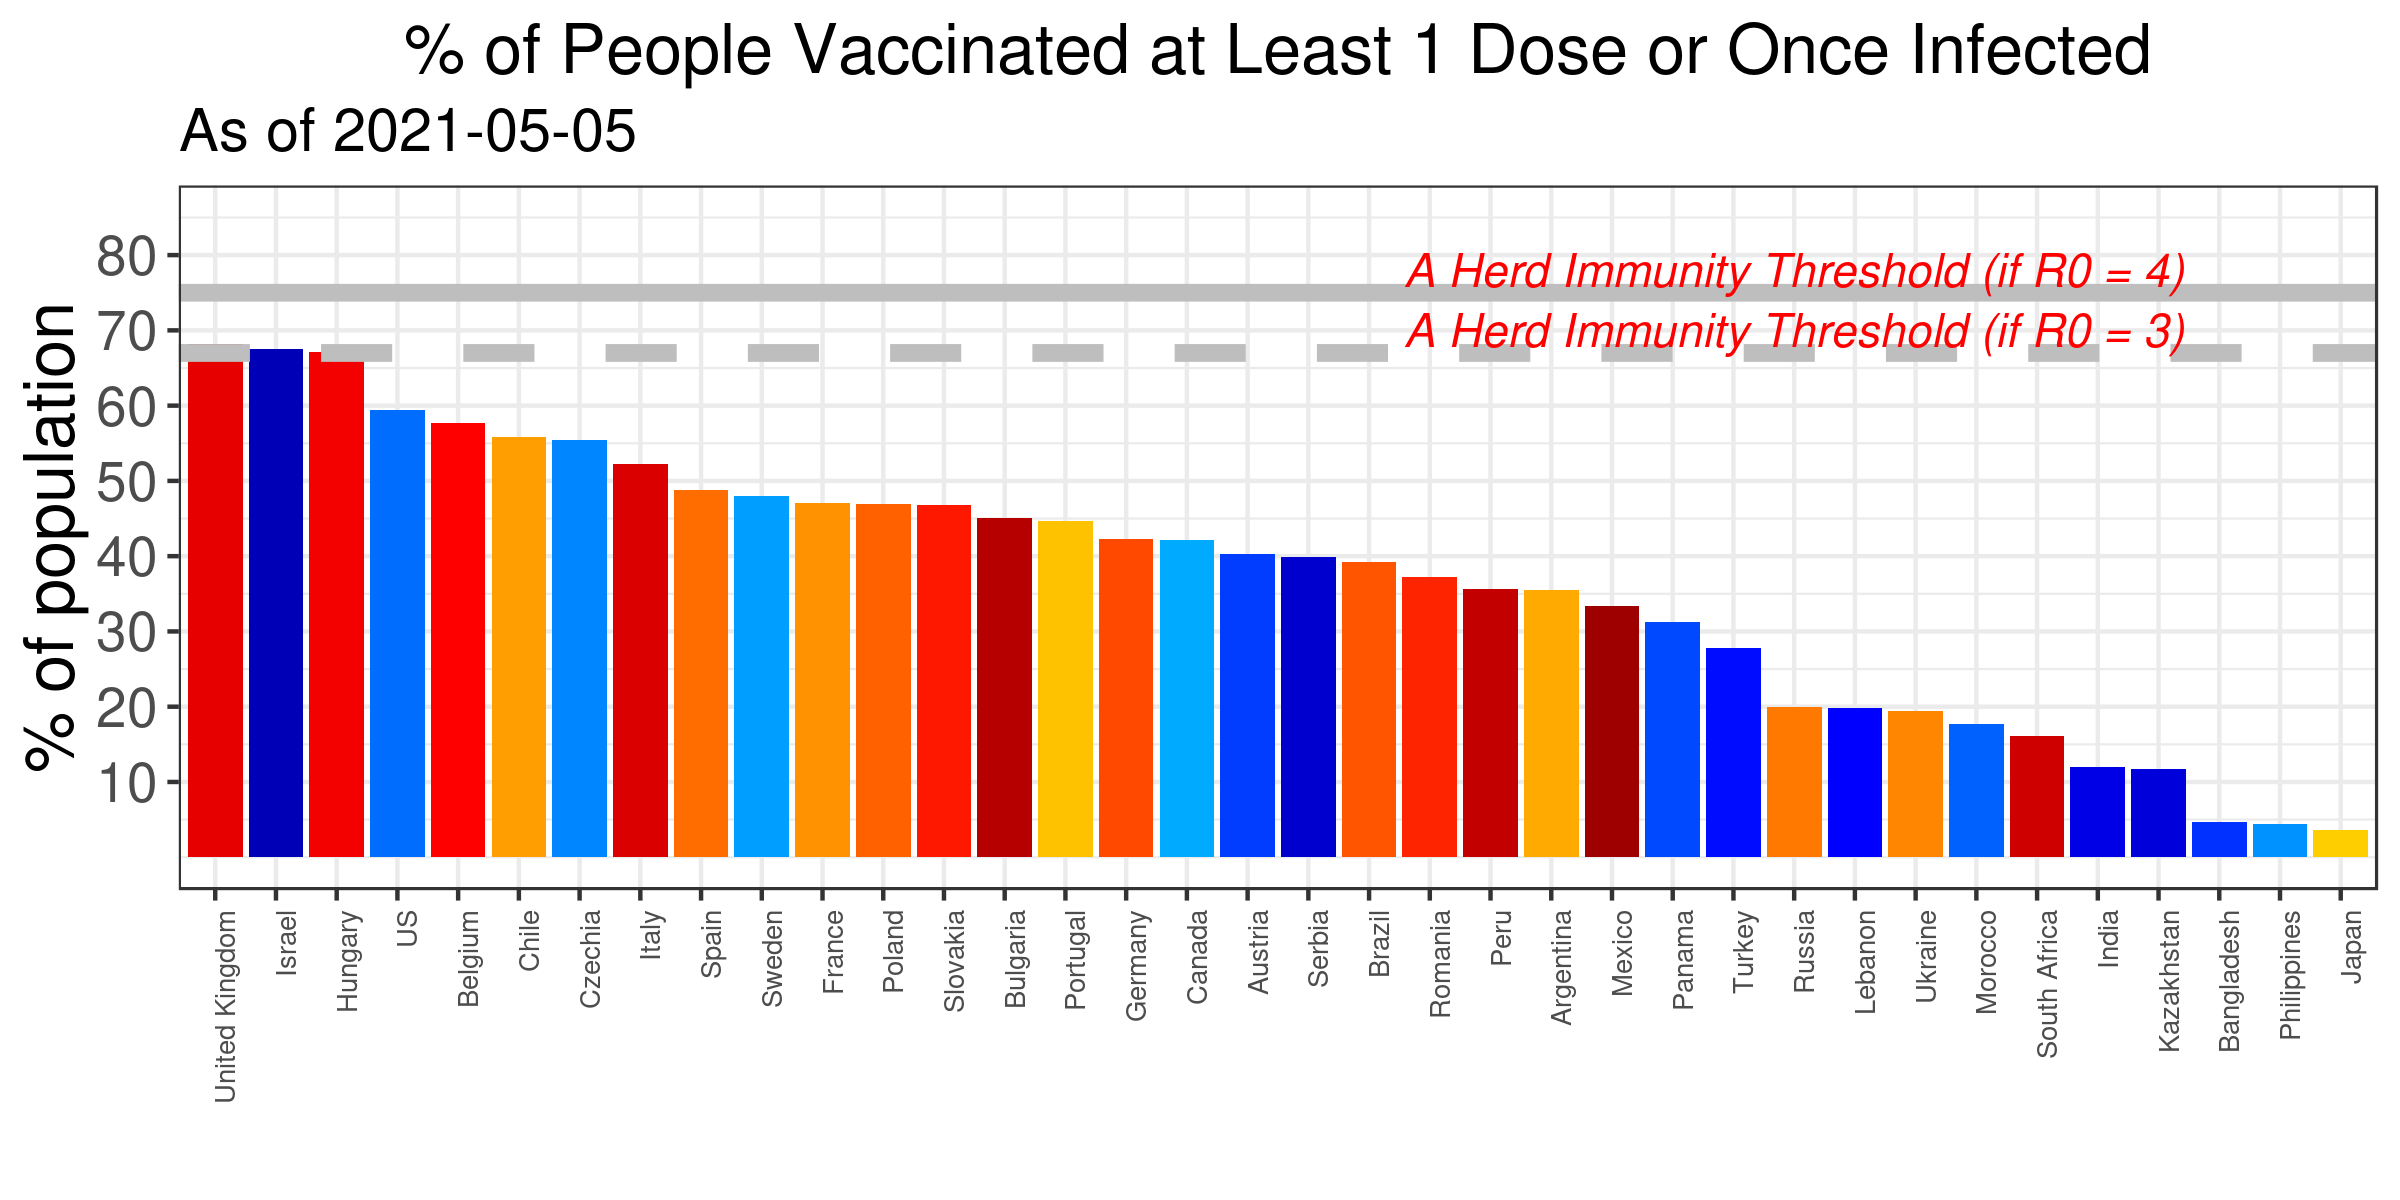 % of People Vaccinated at Least 1 Dose or Once Infected
As of 2021-05-05
% of population
80
70
60
50
40
30
20
10
A Herd Immunity Threshold (if R0 = 4)
A Herd Immunity Threshold (if R0 = 3)
United Kingdom
Israel
Hungary
US
Belgium
Chile
Czechia
Italy
Spain
Sweden
France
Poland
Slovakia
Bulgaria
Portugal
Germany
Canada
Austria
Serbia
Brazil
Romania
Peru
Argentina
Mexico
Panama
Turkey
Russia
Lebanon
Ukraine
Morocco
South Africa
India
Kazakhstan
Bangladesh
Philippines
Japan